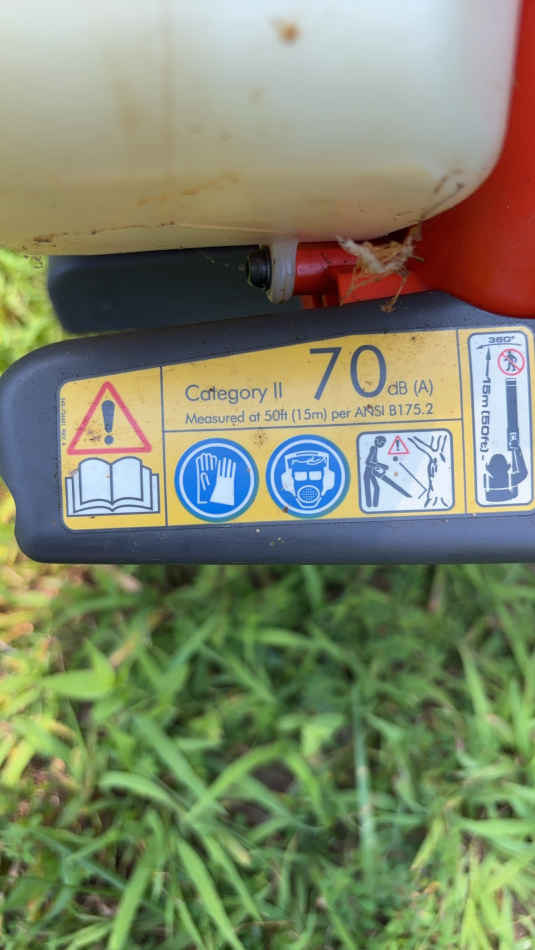 Category II 70 dB (A)
Measured at 50ft (15m) per ANSI B175.2
360°
15m (50ft)